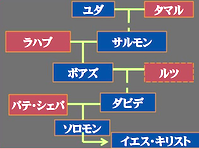 ユダ タマル
ラハブ サルモン
ボアズ ルツ
バテ・シェバ ダビデ
ソロモン
イエス・キリスト